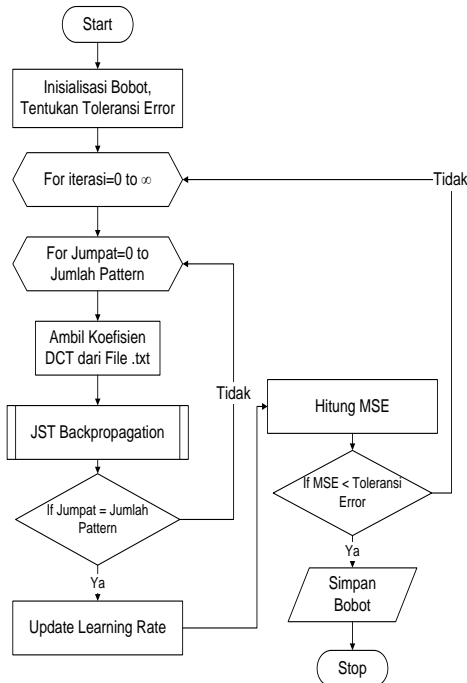 Start
Inisialisasi Bobot,
Tentukan Toleransi Error
For iterasi=0 to ∞
Tidak
For Jumpat=0 to
Jumlah Pattern
Ambil Koefisien
DCT dari File .txt
Tidak
JST Backpropagation
If Jumpat = Jumlah
Pattern
Ya
Update Learning Rate
Hitung MSE
If MSE < Toleransi
Error
Ya
Simpan
Bobot
Stop